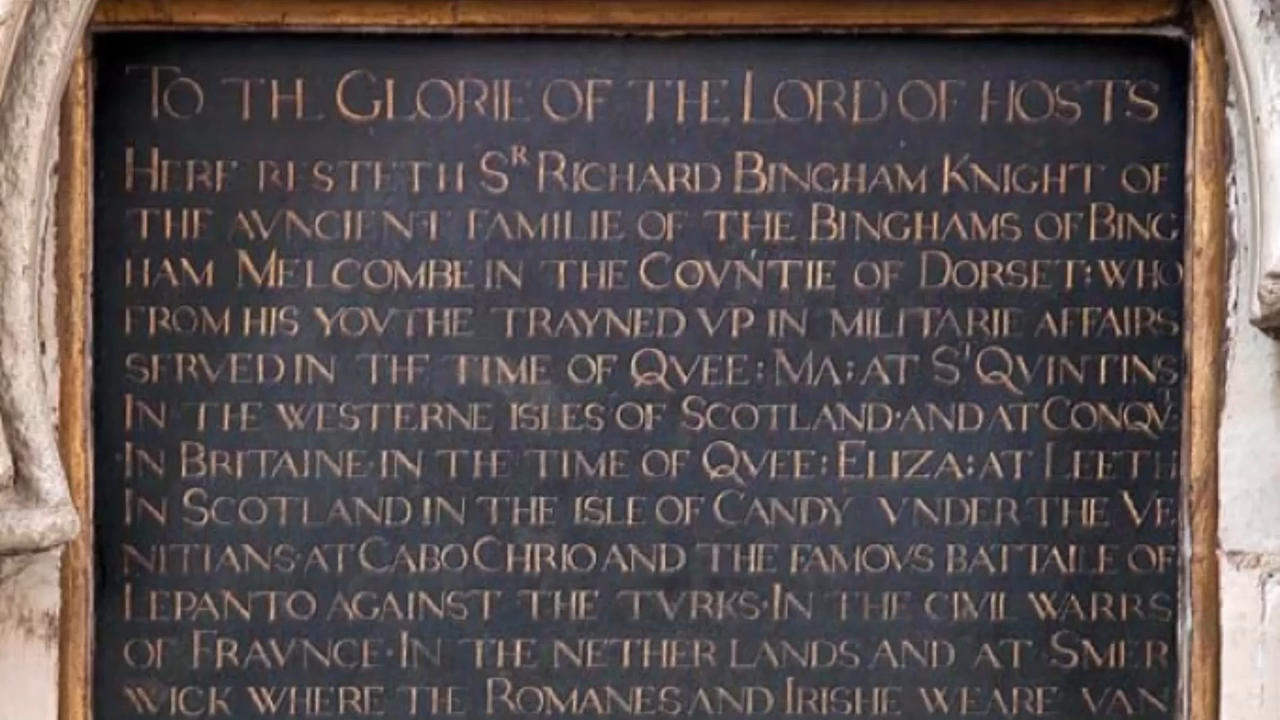 TO THE GLORIE OF THE LORD OF HOSTS
HERE RESTETH Sᴿ RICHARD BINGHAM KNIGHT OF
THE AVNCIENT FAMILIE OF THE BINGHAMS OF BING
HAM MELCOMBE IN THE COVNTIE OF DORSET: WHO
FROM HIS YOVTHE TRAYNED VP IN MILITARIE AFFAIRS
SERVED IN THE TIME OF QVEE: MA: AT Sᵀ QVINTINS
IN THE WESTERNE ISLES OF SCOTLAND·AND AT CONQV:
IN BRITAINE·IN THE TIME OF QVEE: ELIZA: AT LEETH
IN SCOTLAND IN THE ISLE OF CANDY VNDER THE VE
NITIANS·AT CABO CHRIO AND THE FAMOVS BATTAILE OF
LEPANTO AGAINST THE TVRKS·IN THE CIVIL WARRS
OF FRAVNCE·IN THE NETHER LANDS AND AT SMER
WICK WHERE THE ROMANES AND IRISHE WEARE VAN